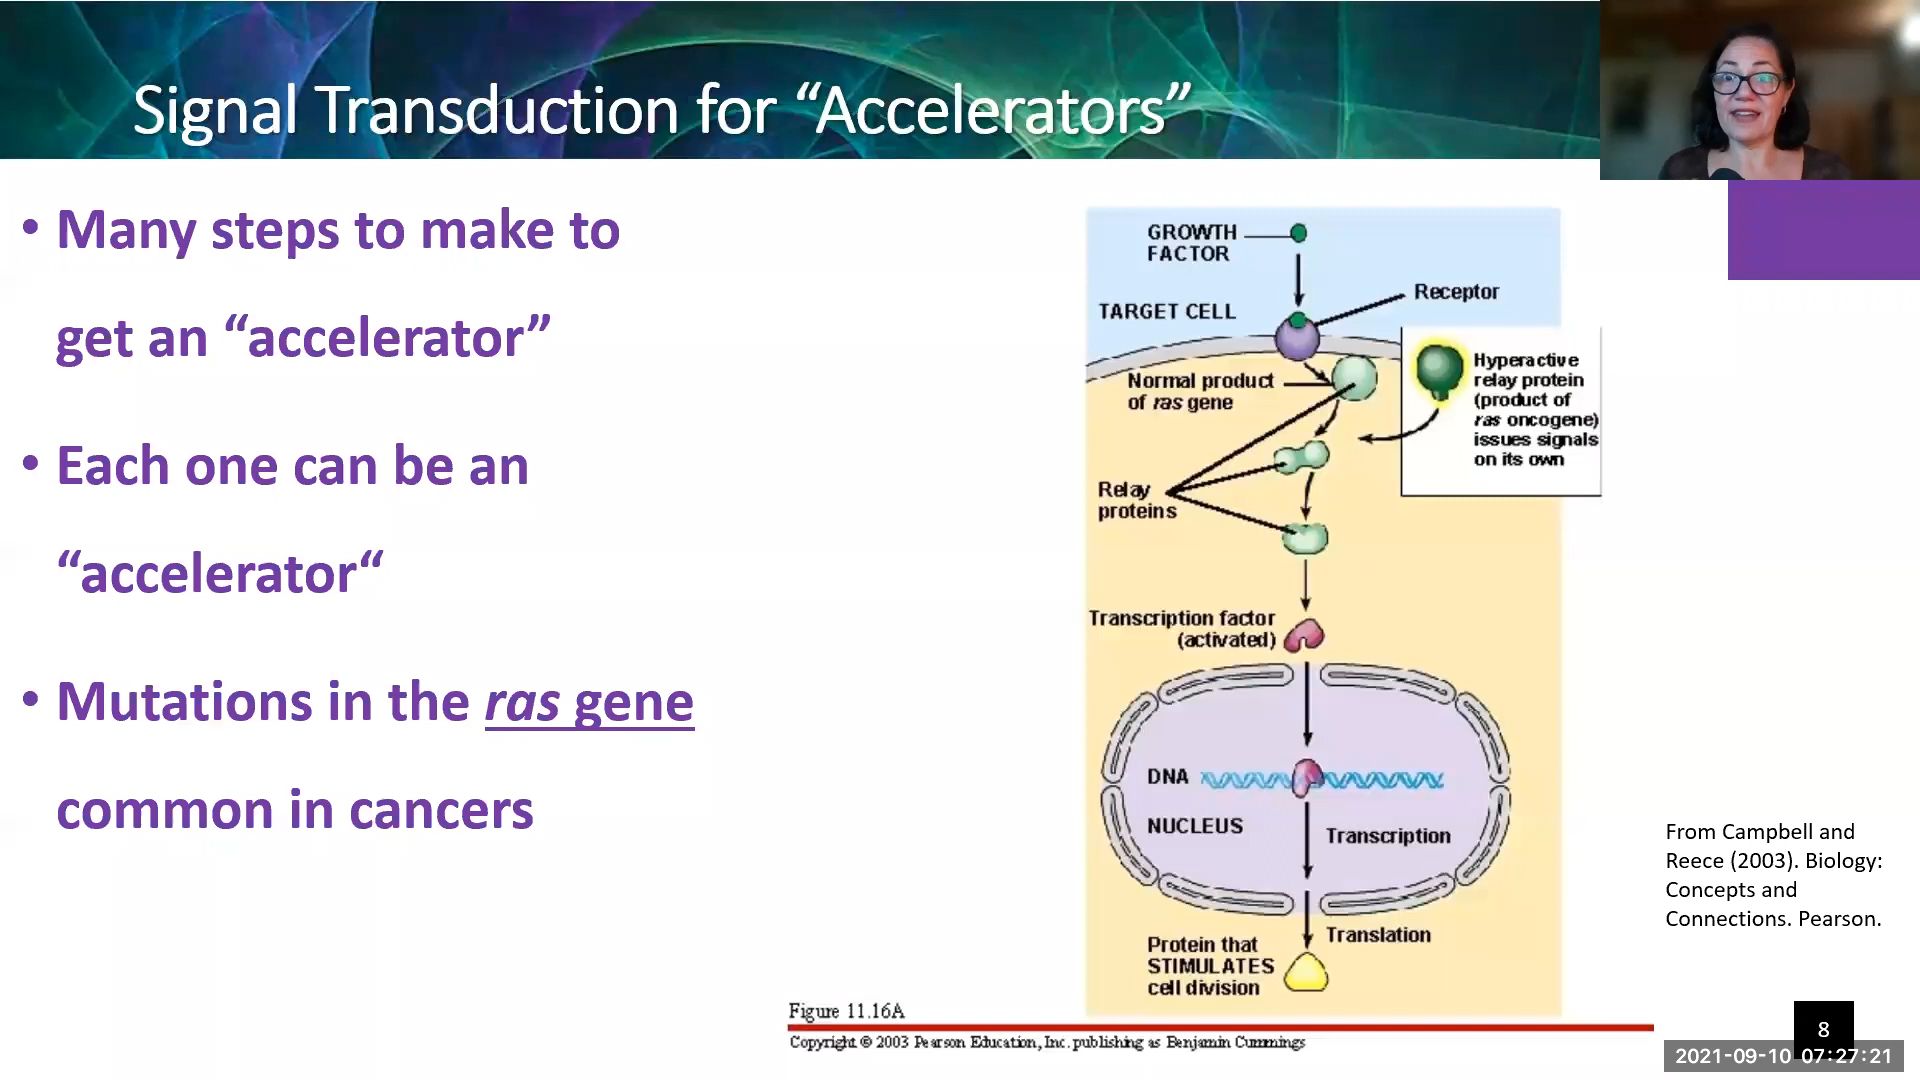 Signal Transduction for “Accelerators”
• Many steps to make to
get an “accelerator”
• Each one can be an
“accelerator“
• Mutations in the ras gene
common in cancers
GROWTH
FACTOR
TARGET CELL
Receptor
Normal product
of ras gene
Hyperactive
relay protein
(product of
ras oncogene)
issues signals
on its own
Relay
proteins
Transcription factor
(activated)
DNA
NUCLEUS
Transcription
Translation
Protein that
STIMULATES
cell division
Figure 11.16A
Copyright © 2003 Pearson Education, Inc. publishing as Benjamin Cummings
From Campbell and
Reece (2003). Biology:
Concepts and
Connections. Pearson.
8
2021-09-10 07:27:21